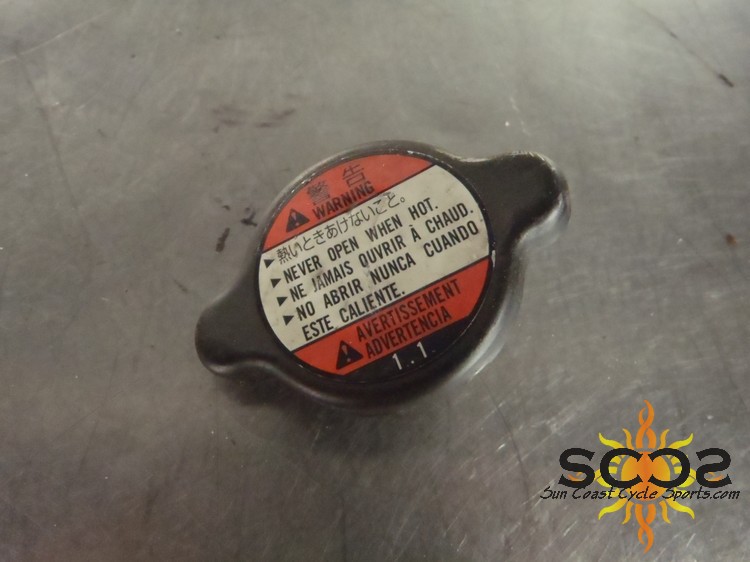 警告
WARNING
▶熱いときあけないこと。
▶NEVER OPEN WHEN HOT.
▶NE JAMAIS OUVRIR À CHAUD.
▶NO ABRIR NUNCA CUANDO
ESTE CALIENTE.
AVERTISSEMENT
ADVERTENCIA
1.1
SCCS
Sun Coast Cycle Sports.com